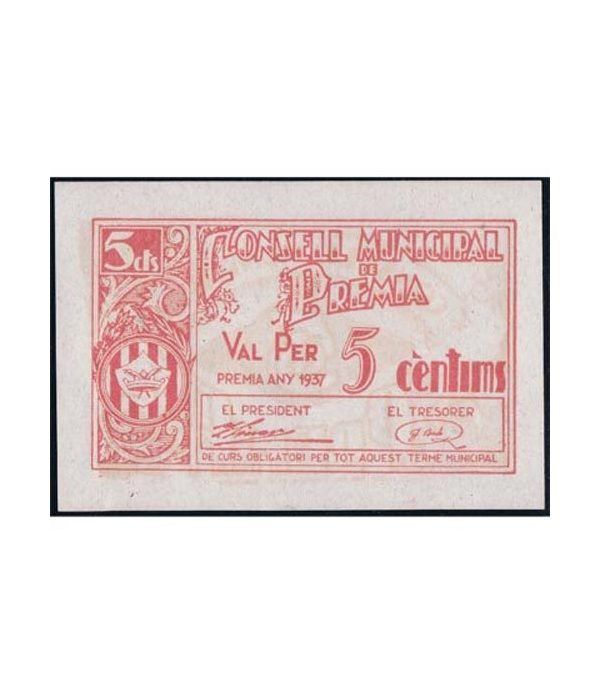 5 cts
CONSELL MUNICIPAL
DE
PREMIA
VAL PER 5 cèntims
PREMIA ANY 1937
EL PRESIDENT EL TRESORER
DE CURS OBLIGATORI PER TOT AQUEST TERME MUNICIPAL